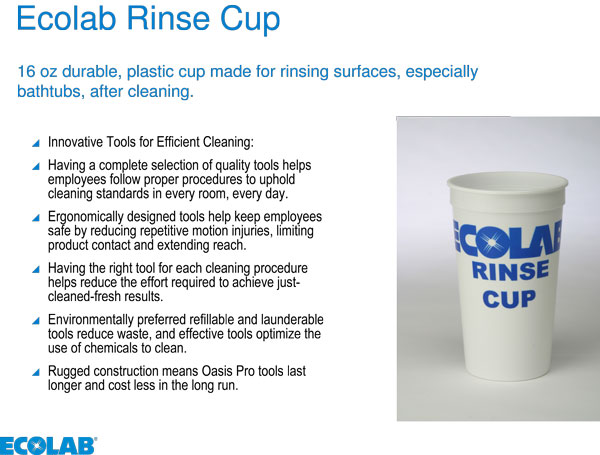 Ecolab Rinse Cup
16 oz durable, plastic cup made for rinsing surfaces, especially
bathtubs, after cleaning.
Innovative Tools for Efficient Cleaning:
Having a complete selection of quality tools helps
employees follow proper procedures to uphold
cleaning standards in every room, every day.
Ergonomically designed tools help keep employees
safe by reducing repetitive motion injuries, limiting
product contact and extending reach.
Having the right tool for each cleaning procedure
helps reduce the effort required to achieve just-
cleaned-fresh results.
Environmentally preferred refillable and launderable
tools reduce waste, and effective tools optimize the
use of chemicals to clean.
Rugged construction means Oasis Pro tools last
longer and cost less in the long run.
ECOLAB
RINSE
CUP
ECOLAB®